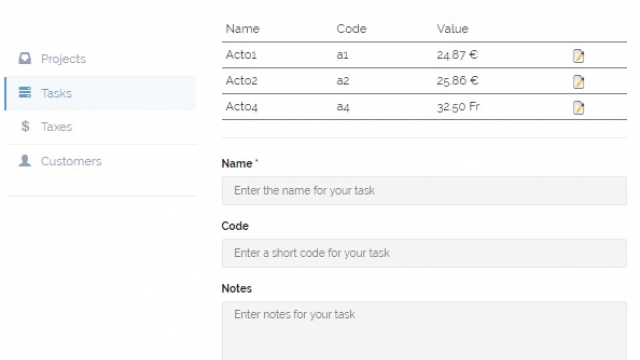 Projects
Tasks
$ Taxes
Customers
Name Code Value
Acto1 a1 24.87 €
Acto2 a2 25.86 €
Acto4 a4 32.50 Fr
Name *
Enter the name for your task
Code
Enter a short code for your task
Notes
Enter notes for your task